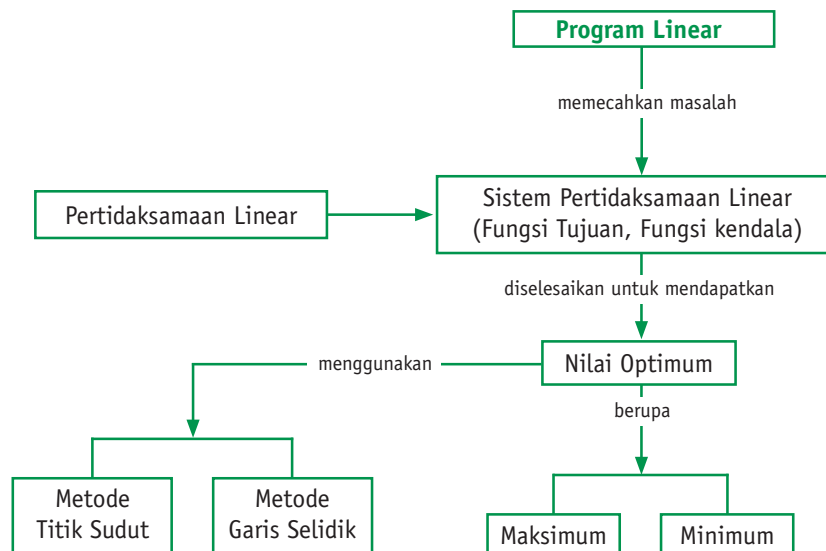 Program Linear
memecahkan masalah
Pertidaksamaan Linear
Sistem Pertidaksamaan Linear
(Fungsi Tujuan, Fungsi kendala)
diselesaikan untuk mendapatkan
menggunakan
Nilai Optimum
berupa
Metode
Titik Sudut
Metode
Garis Selidik
Maksimum
Minimum